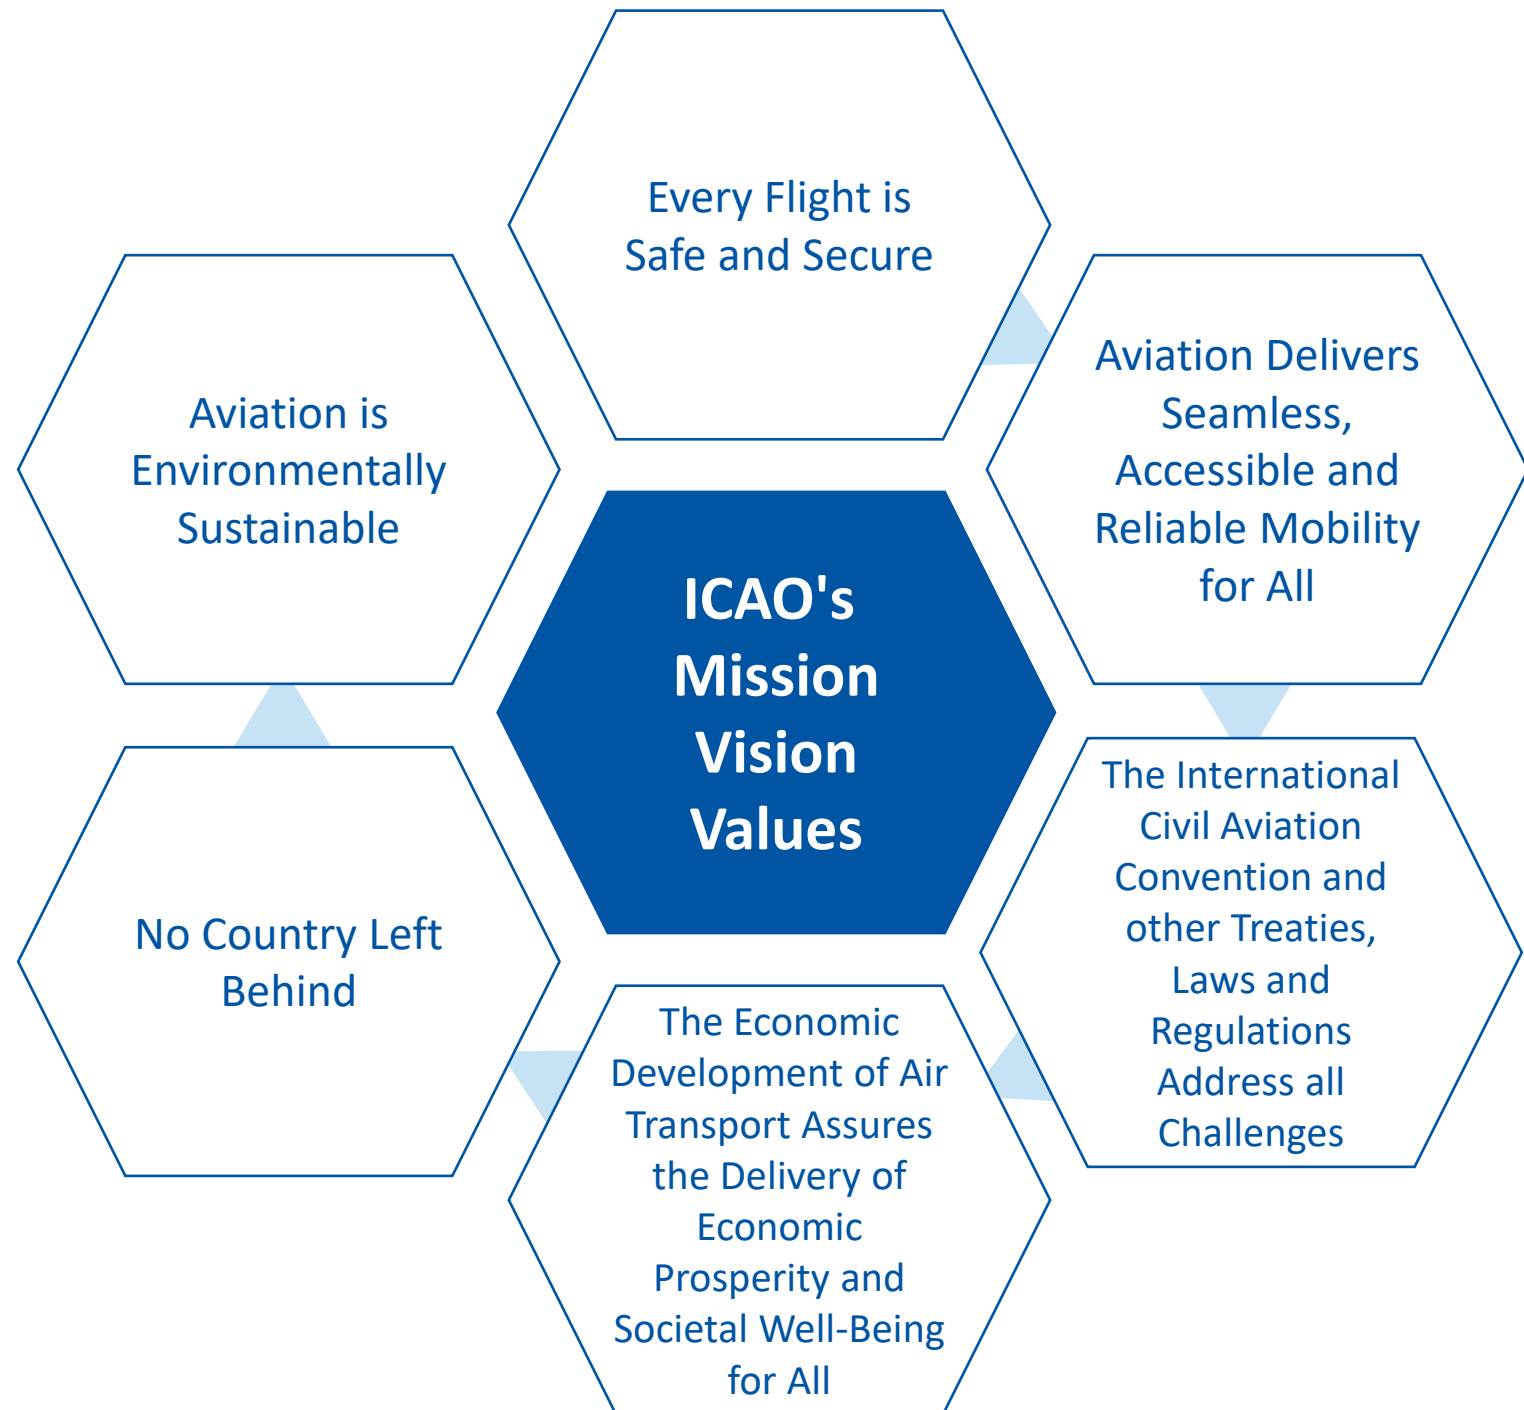 Every Flight is
Safe and Secure
Aviation Delivers
Seamless,
Accessible and
Reliable Mobility
for All
The International
Civil Aviation
Convention and
other Treaties,
Laws and
Regulations
Address all
Challenges
The Economic
Development of Air
Transport Assures
the Delivery of
Economic
Prosperity and
Societal Well-Being
for All
No Country Left
Behind
Aviation is
Environmentally
Sustainable
ICAO's
Mission
Vision
Values